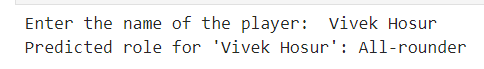 Enter the name of the player:  Vivek Hosur
Predicted role for 'Vivek Hosur': All-rounder